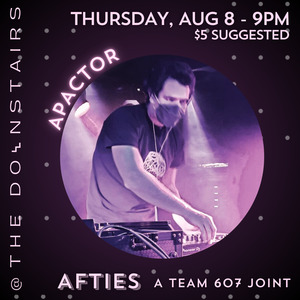 THURSDAY, AUG 8 - 9PM
$5 SUGGESTED
APACTOR
@ THE DOWNSTAIRS
AFTIES A TEAM 607 JOINT